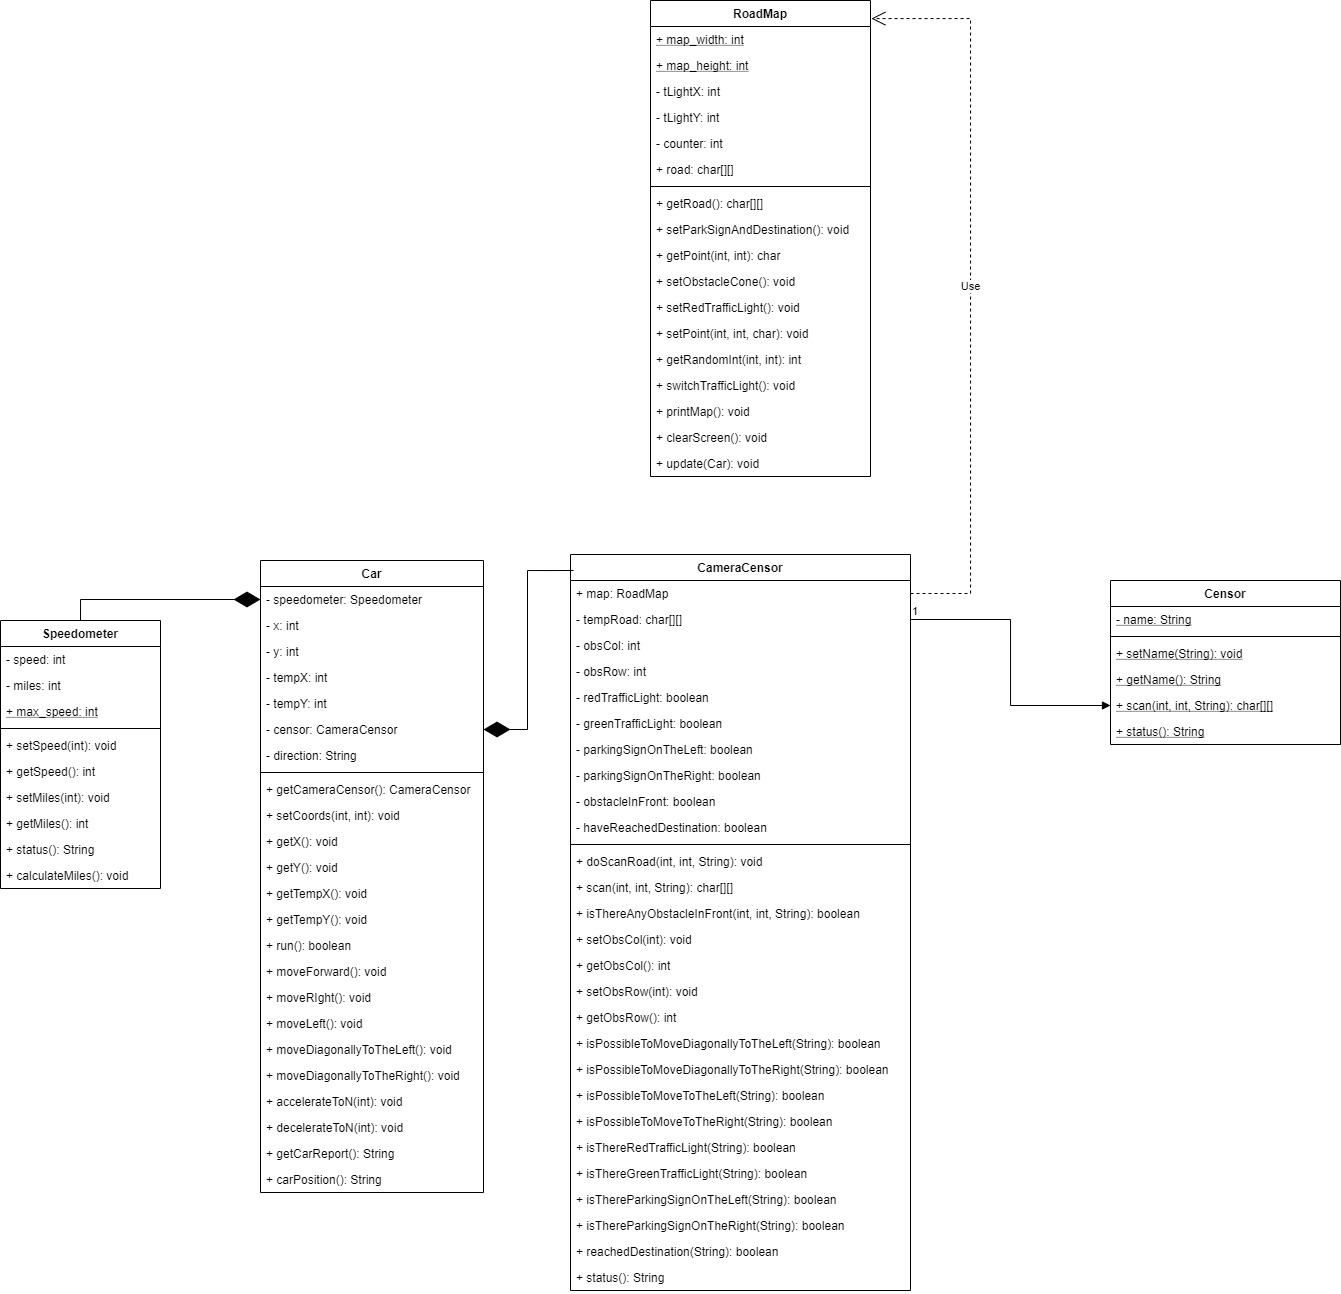 RoadMap
+ map_width: int
+ map_height: int
- tLightX: int
- tLightY: int
- counter: int
+ road: char[][]
+ getRoad(): char[][]
+ setParkSignAndDestination(): void
+ getPoint(int, int): char
+ setObstacleCone(): void
+ setRedTrafficLight(): void
+ setPoint(int, int, char): void
+ getRandomInt(int, int): int
+ switchTrafficLight(): void
+ printMap(): void
+ clearScreen(): void
+ update(Car): void
Use
Speedometer
- speed: int
- miles: int
+ max_speed: int
+ setSpeed(int): void
+ getSpeed(): int
+ setMiles(int): void
+ getMiles(): int
+ status(): String
+ calculateMiles(): void
Car
- speedometer: Speedometer
- x: int
- y: int
- tempX: int
- tempY: int
- censor: CameraCensor
- direction: String
+ getCameraCensor(): CameraCensor
+ setCoords(int, int): void
+ getX(): void
+ getY(): void
+ getTempX(): void
+ getTempY(): void
+ run(): boolean
+ moveForward(): void
+ moveRIght(): void
+ moveLeft(): void
+ moveDiagonallyToTheLeft(): void
+ moveDiagonallyToTheRight(): void
+ accelerateToN(int): void
+ decelerateToN(int): void
+ getCarReport(): String
+ carPosition(): String
CameraCensor
+ map: RoadMap
- tempRoad: char[][]
- obsCol: int
- obsRow: int
- redTrafficLight: boolean
- greenTrafficLight: boolean
- parkingSignOnTheLeft: boolean
- parkingSignOnTheRight: boolean
- obstacleInFront: boolean
- haveReachedDestination: boolean
+ doScanRoad(int, int, String): void
+ scan(int, int, String): char[][]
+ isThereAnyObstacleInFront(int, int, String): boolean
+ setObsCol(int): void
+ getObsCol(): int
+ setObsRow(int): void
+ getObsRow(): int
+ isPossibleToMoveDiagonallyToTheLeft(String): boolean
+ isPossibleToMoveDiagonallyToTheRight(String): boolean
+ isPossibleToMoveToTheLeft(String): boolean
+ isPossibleToMoveToTheRight(String): boolean
+ isThereRedTrafficLight(String): boolean
+ isThereGreenTrafficLight(String): boolean
+ isThereParkingSignOnTheLeft(String): boolean
+ isThereParkingSignOnTheRight(String): boolean
+ reachedDestination(String): boolean
+ status(): String
1
Censor
- name: String
+ setName(String): void
+ getName(): String
+ scan(int, int, String): char[][]
+ status(): String